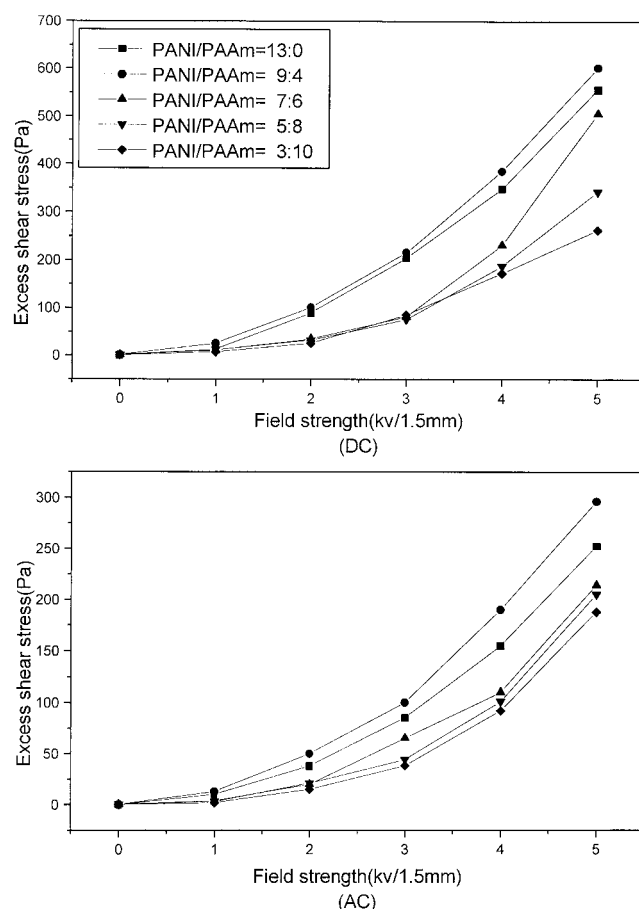 700
600
500
400
300
200
100
0
Excess shear stress(Pa)
PANI/PAAm=13:0
PANI/PAAm= 9:4
PANI/PAAm= 7:6
PANI/PAAm= 5:8
PANI/PAAm= 3:10
0 1 2 3 4 5
Field strength(kv/1.5mm)
(DC)
300
250
200
150
100
50
0
Excess shear stress(Pa)
0 1 2 3 4 5
Field strength(kv/1.5mm)
(AC)